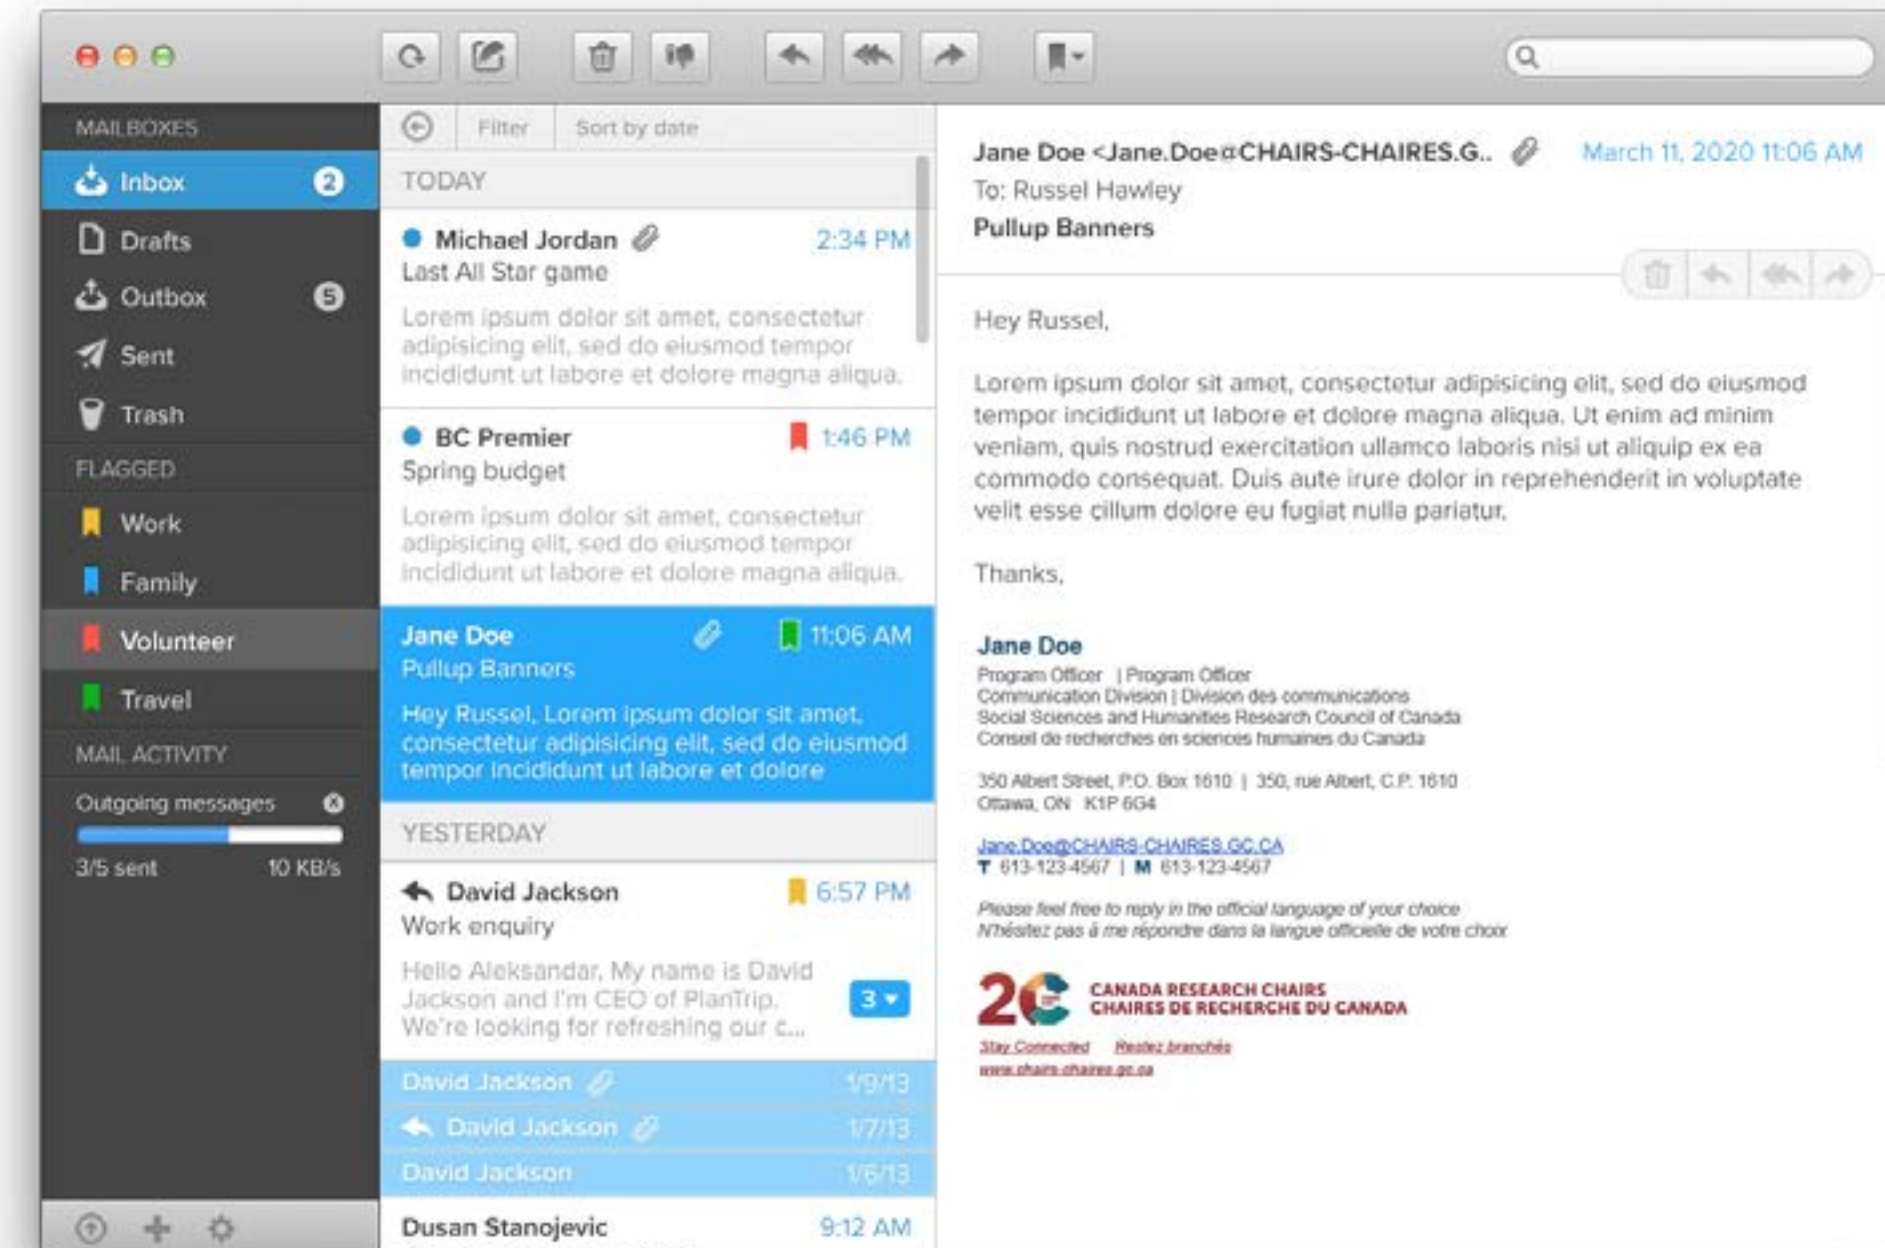 MAILBOXES
Inbox 2
Drafts
Outbox 5
Sent
Trash
FLAGGED
Work
Family
Volunteer
Travel
MAIL ACTIVITY
Outgoing messages
3/5 sent 10 KB/s
Filter Sort by date
TODAY
Michael Jordan 2:34 PM
Last All Star game
Lorem ipsum dolor sit amet, consectetur
adipisicing elit, sed do eiusmod tempor
incididunt ut labore et dolore magna aliqua.
BC Premier 1:46 PM
Spring budget
Lorem ipsum dolor sit amet, consectetur
adipisicing elit, sed do eiusmod tempor
incididunt ut labore et dolore magna aliqua.
Jane Doe 11:06 AM
Pullup Banners
Hey Russel, Lorem ipsum dolor sit amet,
consectetur adipisicing elit, sed do eiusmod
tempor incididunt ut labore et dolore
YESTERDAY
David Jackson 6:57 PM
Work enquiry
Hello Aleksandar, My name is David
Jackson and I'm CEO of PlanTrip.
We're looking for refreshing our c...
3
David Jackson 1/9/13
David Jackson 1/7/13
David Jackson 1/6/13
Dusan Stanojevic 9:12 AM
Jane Doe <Jane.Doe@CHAIRS-CHAIRES.G.. March 11, 2020 11:06 AM
To: Russel Hawley
Pullup Banners
Hey Russel,
Lorem ipsum dolor sit amet, consectetur adipisicing elit, sed do eiusmod
tempor incididunt ut labore et dolore magna aliqua. Ut enim ad minim
veniam, quis nostrud exercitation ullamco laboris nisi ut aliquip ex ea
commodo consequat. Duis aute irure dolor in reprehenderit in voluptate
velit esse cillum dolore eu fugiat nulla pariatur.
Thanks,
Jane Doe
Program Officer | Program Officer
Communication Division | Division des communications
Social Sciences and Humanities Research Council of Canada
Conseil de recherches en sciences humaines du Canada
350 Albert Street, P.O. Box 1610 | 350, rue Albert, C.P. 1610
Ottawa, ON K1P 6G4
Jane.Doe@CHAIRS-CHAIRES.GC.CA
T 613-123-4567 | M 613-123-4567
Please feel free to reply in the official language of your choice
N'hésitez pas à me répondre dans la langue officielle de votre choix
20 CANADA RESEARCH CHAIRS
CHAIRES DE RECHERCHE DU CANADA
Stay Connected Restez branchés
www.chairs-chaires.gc.ca